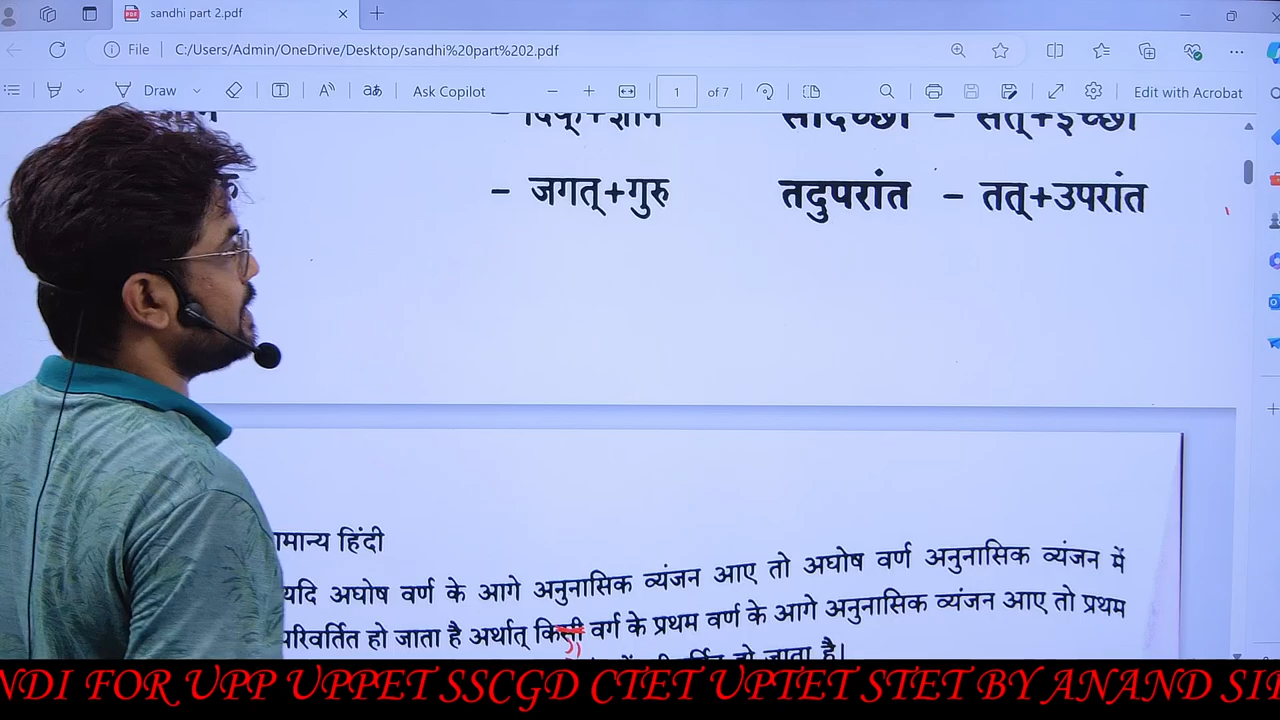 sandhi part 2.pdf
File C:/Users/Admin/OneDrive/Desktop/sandhi%20part%202.pdf
Draw Ask Copilot 1 of 7 Edit with Acrobat
– दिक्+ज्ञान सदिच्छा – सत्+इच्छा
– जगत्+गुरु तदुपरांत – तत्+उपरांत
हिंदी
यदि अघोष वर्ण के आगे अनुनासिक व्यंजन आए तो अघोष वर्ण अनुनासिक व्यंजन में
परिवर्तित हो जाता है अर्थात् किसी वर्ग के प्रथम वर्ण के आगे अनुनासिक व्यंजन आए तो प्रथम
हो जाता है।
FOR UPP UPPET SSCGD CTET UPTET STET BY ANAND